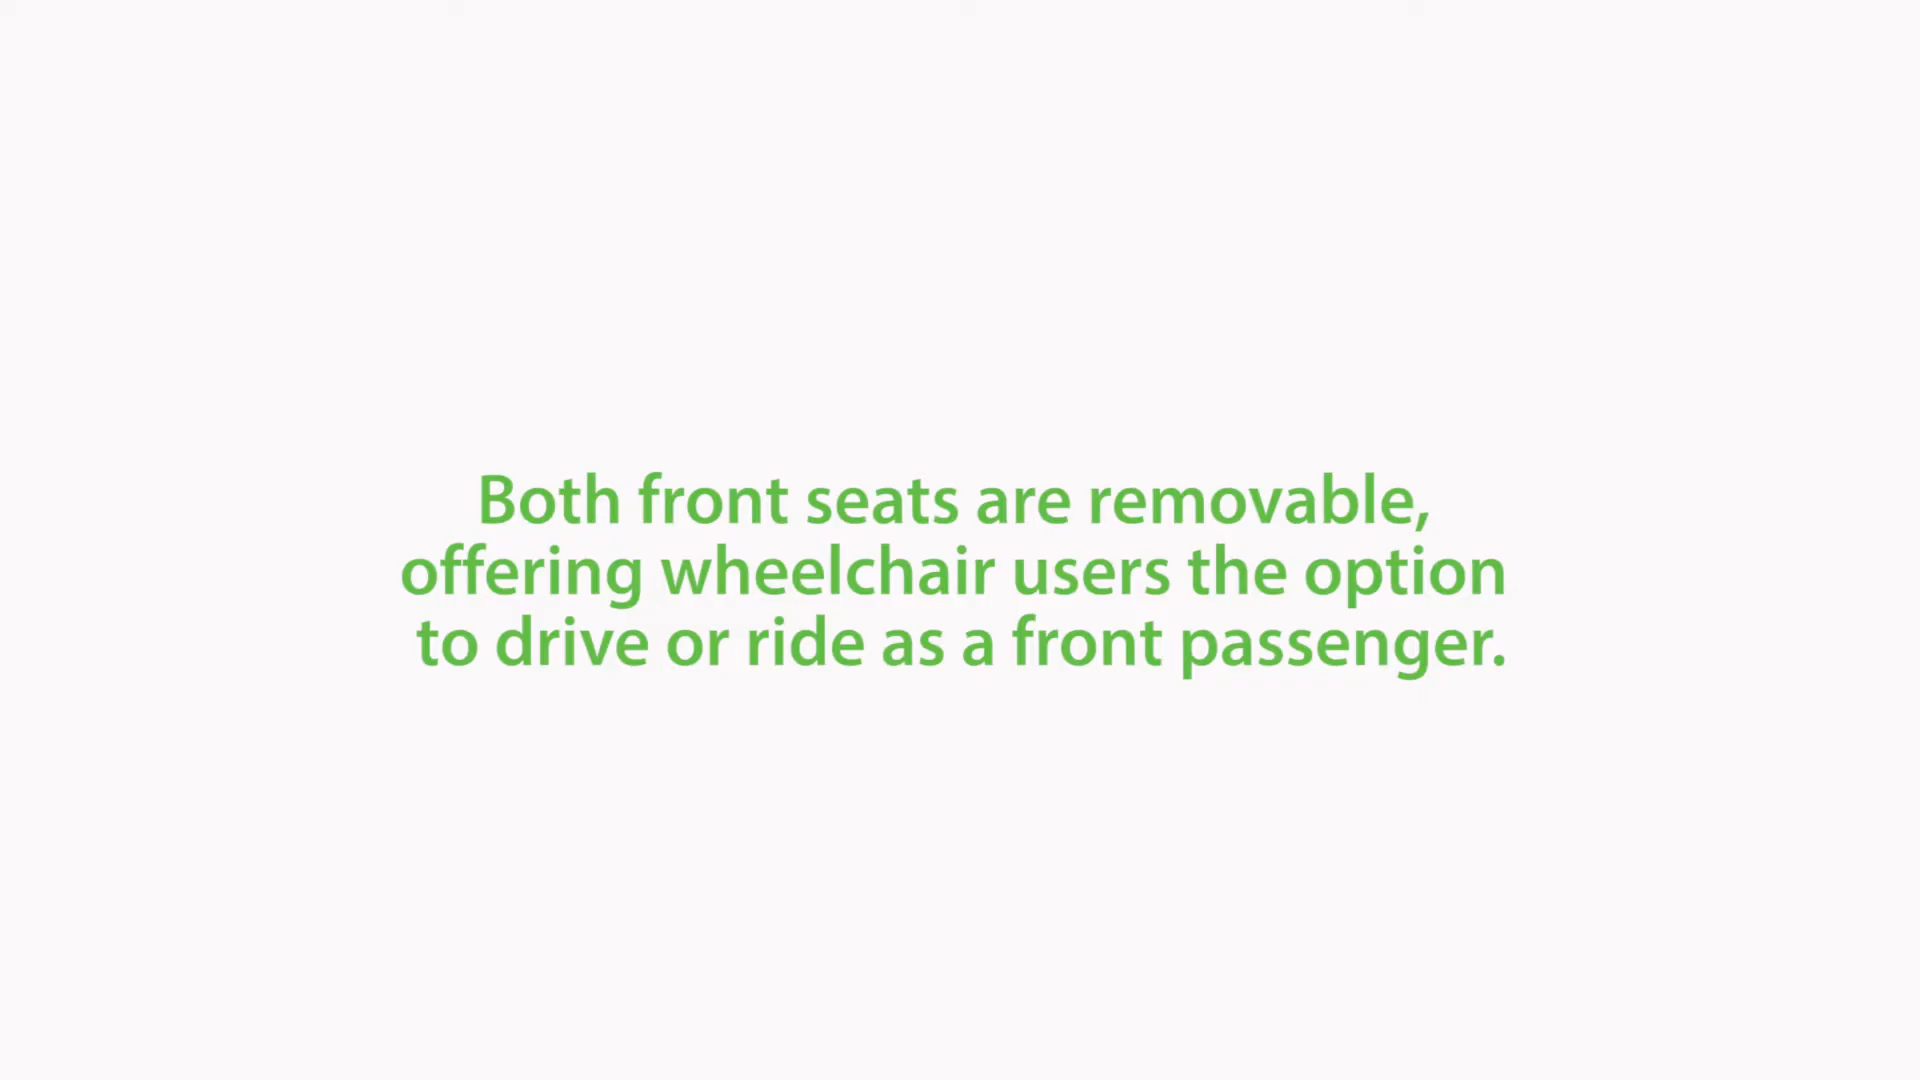 Both front seats are removable,
offering wheelchair users the option
to drive or ride as a front passenger.